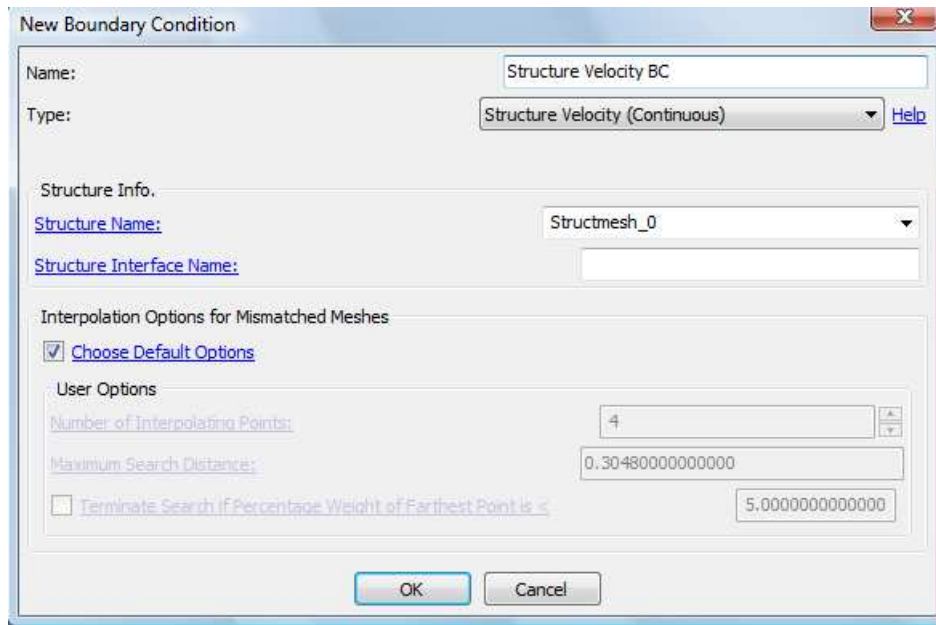 New Boundary Condition
Name: Structure Velocity BC
Type: Structure Velocity (Continuous) Help
Structure Info.
Structure Name: Structmesh_0
Structure Interface Name:
Interpolation Options for Mismatched Meshes
Choose Default Options
User Options
Number of Interpolating Points: 4
Maximum Search Distance: 0.30480000000000
Terminate Search if Percentage Weight of Farthest Point is < 5.0000000000000
OK Cancel